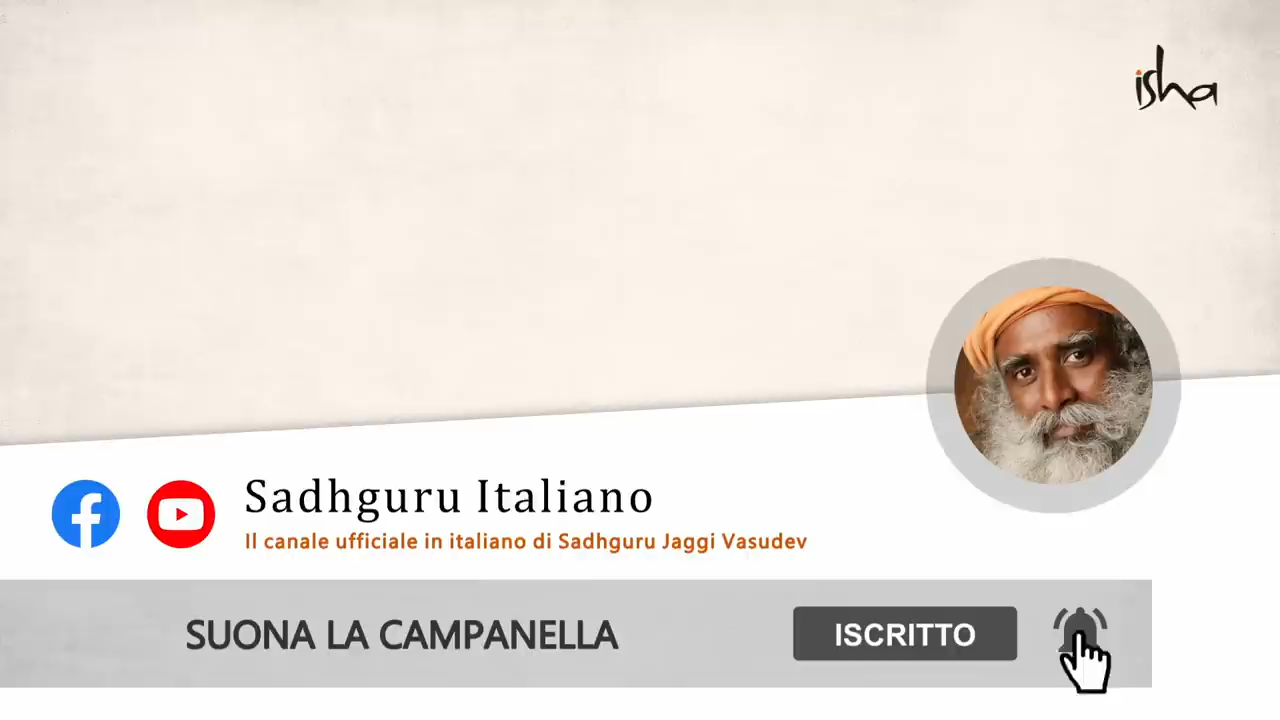 isha
Sadhguru Italiano
Il canale ufficiale in italiano di Sadhguru Jaggi Vasudev
SUONA LA CAMPANELLA
ISCRITTO